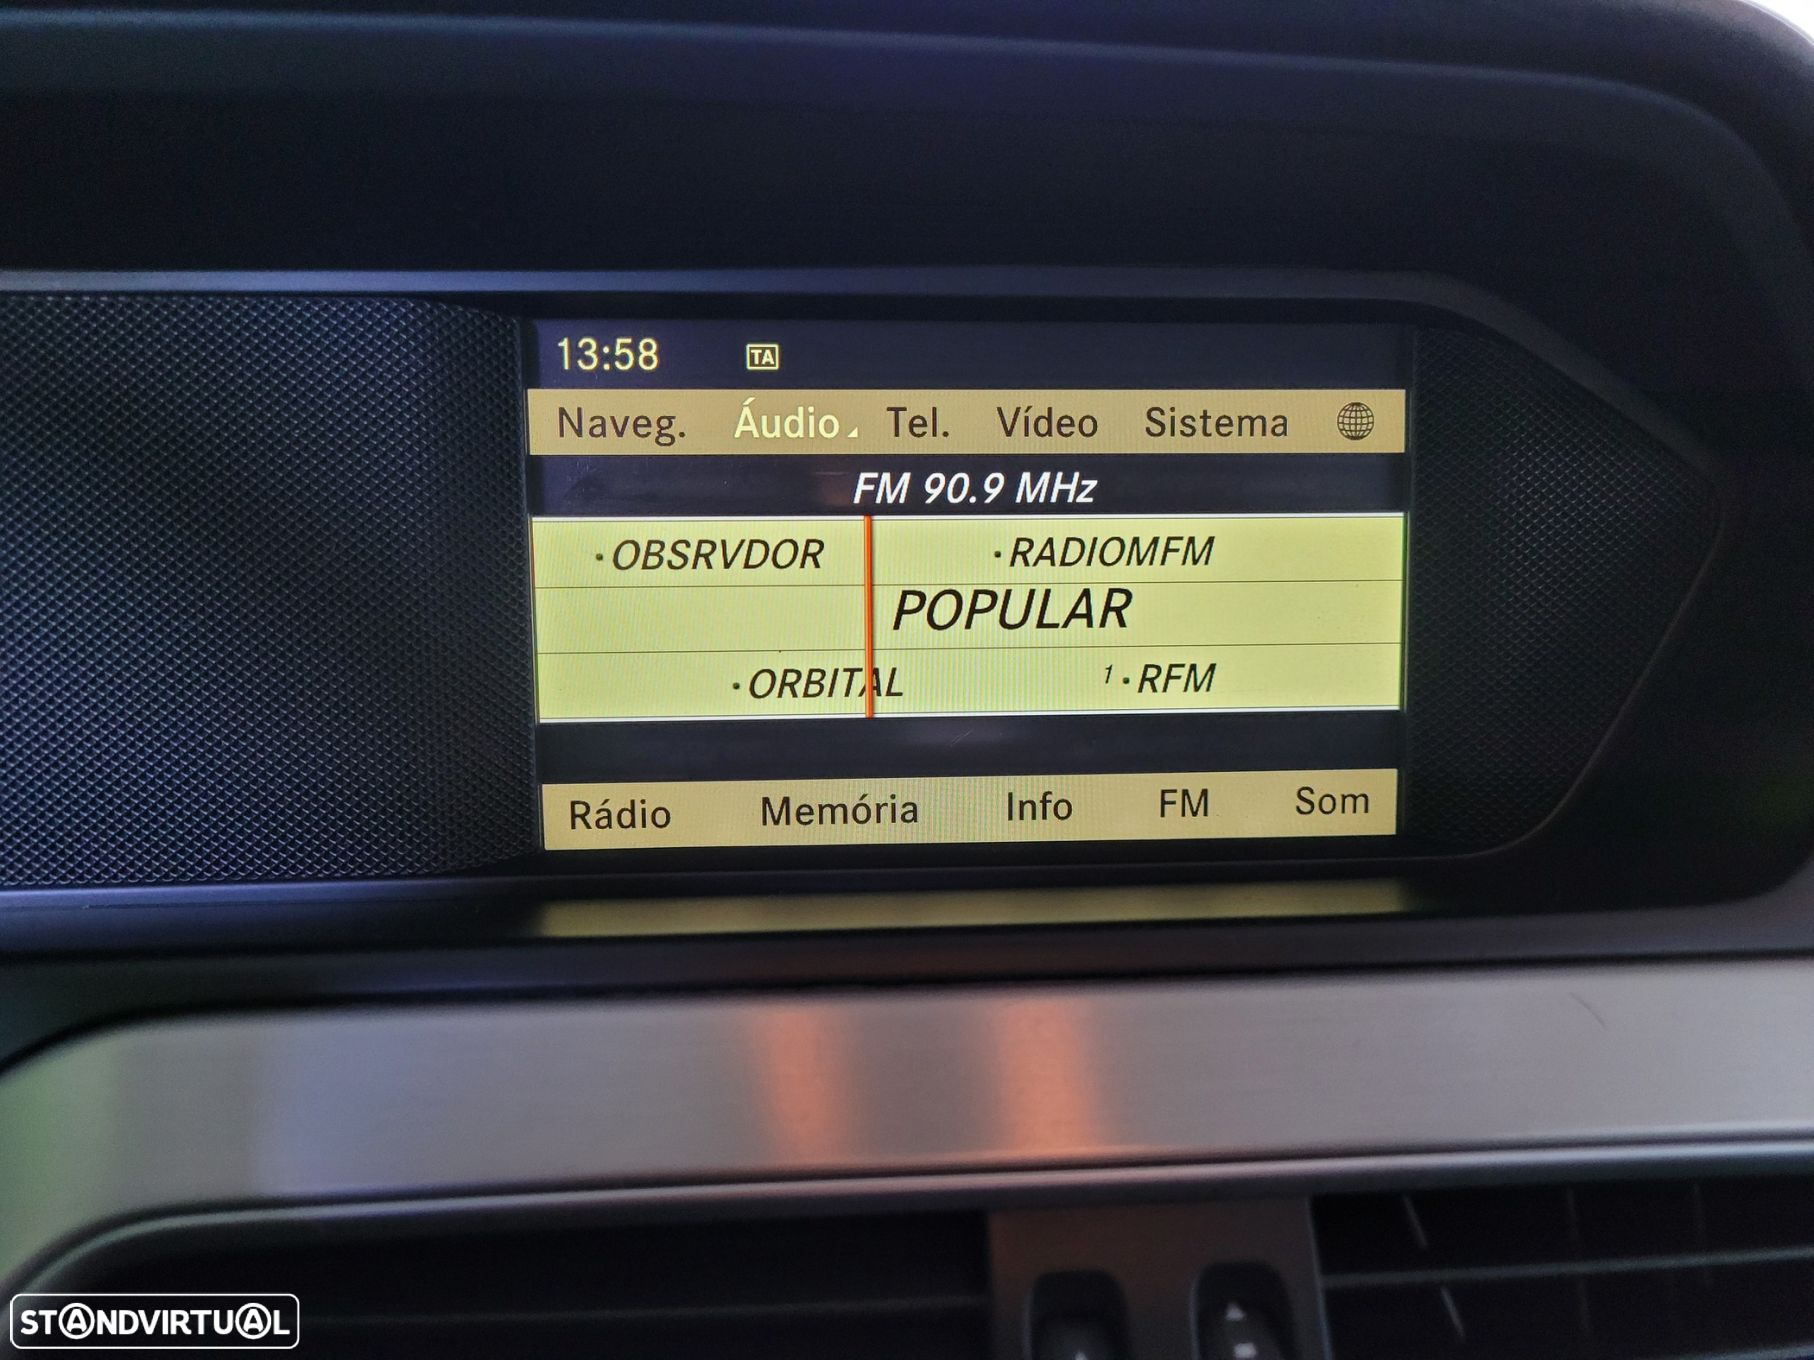 13:58 TA
Naveg. Áudio Tel. Vídeo Sistema
FM 90.9 MHz
·OBSRVDOR ·RADIOMFM
POPULAR
·ORBITAL 1·RFM
Rádio Memória Info FM Som
STANDVIRTUAL